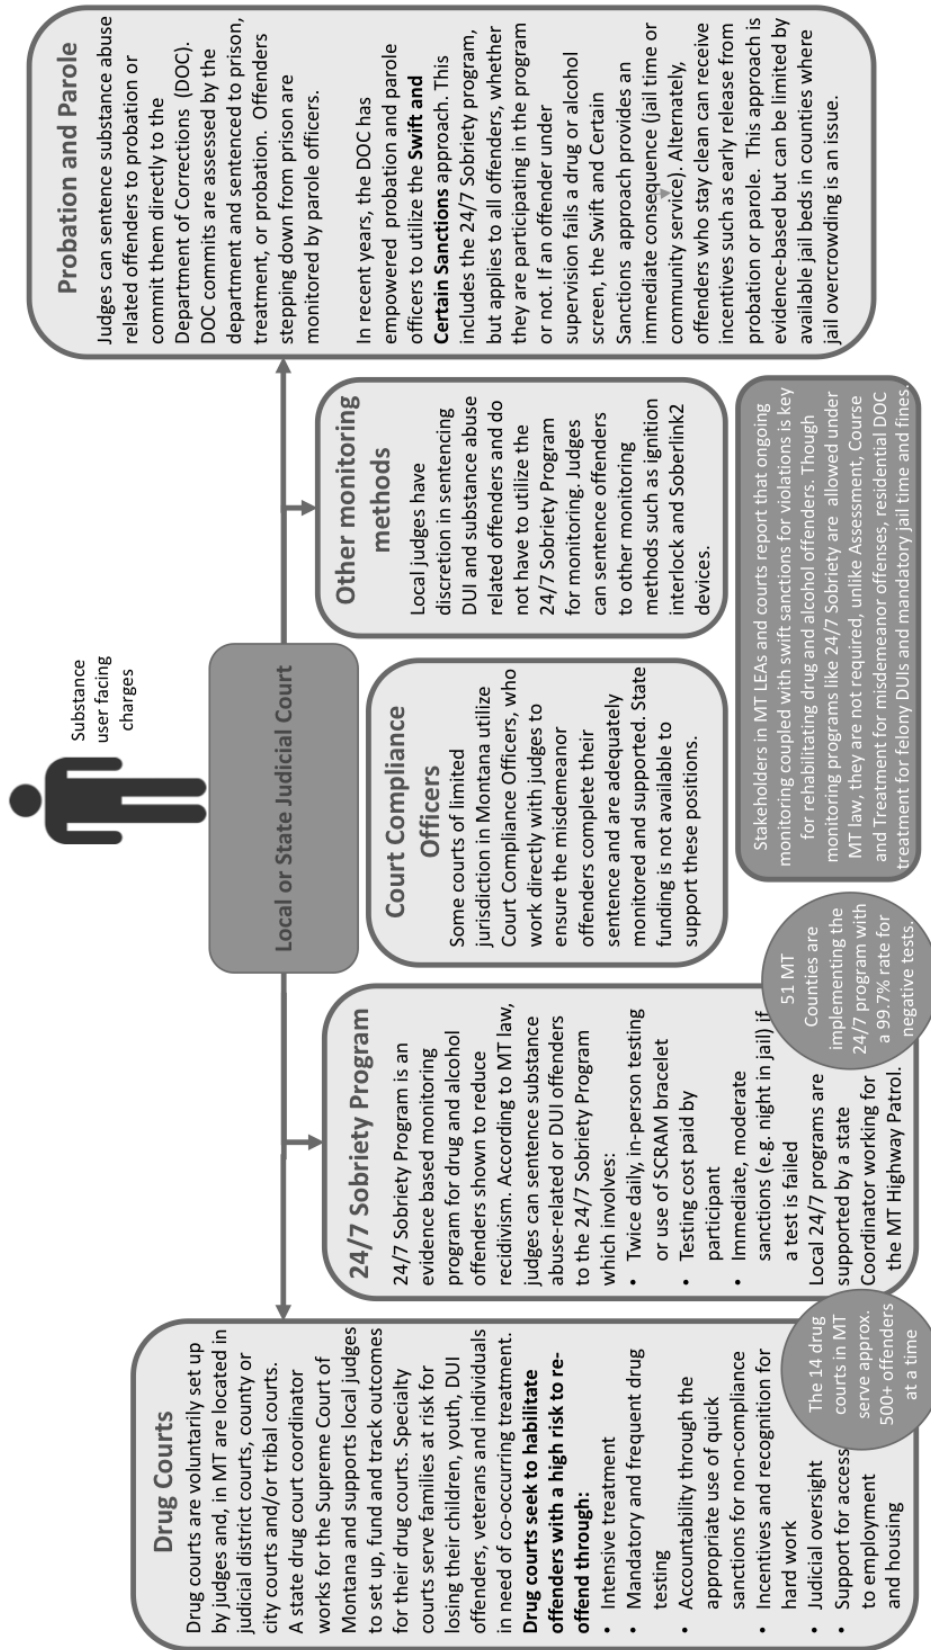 Substance
user facing
charges
Local or State Judicial Court
Drug Courts
Drug courts are voluntarily set up
by judges and, in MT are located in
judicial district courts, county or
city courts and/or tribal courts.
A state drug court coordinator
works for the Supreme Court of
Montana and supports local judges
to set up, fund and track outcomes
for their drug courts. Specialty
courts serve families at risk for
losing their children, youth, DUI
offenders, veterans and individuals
in need of co-occurring treatment.
Drug courts seek to habilitate
offenders with a high risk to re-
offend through:
• Intensive treatment
• Mandatory and frequent drug
testing
• Accountability through the
appropriate use of quick
sanctions for non-compliance
• Incentives and recognition for
hard work
• Judicial oversight
• Support for access
to employment
and housing
The 14 drug
courts in MT
serve approx.
500+ offenders
at a time
24/7 Sobriety Program
24/7 Sobriety Program is an
evidence based monitoring
program for drug and alcohol
offenders shown to reduce
recidivism. According to MT law,
judges can sentence substance
abuse-related or DUI offenders
to the 24/7 Sobriety Program
which involves:
• Twice daily, in-person testing
or use of SCRAM bracelet
• Testing cost paid by
participant
• Immediate, moderate
sanctions (e.g. night in jail) if
a test is failed
Local 24/7 programs are
supported by a state
Coordinator working for
the MT Highway Patrol.
51 MT
Counties are
implementing the
24/7 program with
a 99.7% rate for
negative tests.
Court Compliance
Officers
Some courts of limited
jurisdiction in Montana utilize
Court Compliance Officers, who
work directly with judges to
ensure the misdemeanor
offenders complete their
sentence and are adequately
monitored and supported. State
funding is not available to
support these positions.
Other monitoring
methods
Local judges have
discretion in sentencing
DUI and substance abuse
related offenders and do
not have to utilize the
24/7 Sobriety Program
for monitoring. Judges
can sentence offenders
to other monitoring
methods such as ignition
interlock and Soberlink2
devices.
Stakeholders in MT LEAs and courts report that ongoing
monitoring coupled with swift sanctions for violations is key
for rehabilitating drug and alcohol offenders. Though
monitoring programs like 24/7 Sobriety are allowed under
MT law, they are not required, unlike Assessment, Course
and Treatment for misdemeanor offenses, residential DOC
treatment for felony DUIs and mandatory jail time and fines.
Probation and Parole
Judges can sentence substance abuse
related offenders to probation or
commit them directly to the
Department of Corrections (DOC).
DOC commits are assessed by the
department and sentenced to prison,
treatment, or probation. Offenders
stepping down from prison are
monitored by parole officers.
In recent years, the DOC has
empowered probation and parole
officers to utilize the Swift and
Certain Sanctions approach. This
includes the 24/7 Sobriety program,
but applies to all offenders, whether
they are participating in the program
or not. If an offender under
supervision fails a drug or alcohol
screen, the Swift and Certain
Sanctions approach provides an
immediate consequence (jail time or
community service). Alternately,
offenders who stay clean can receive
incentives such as early release from
probation or parole. This approach is
evidence-based but can be limited by
available jail beds in counties where
jail overcrowding is an issue.